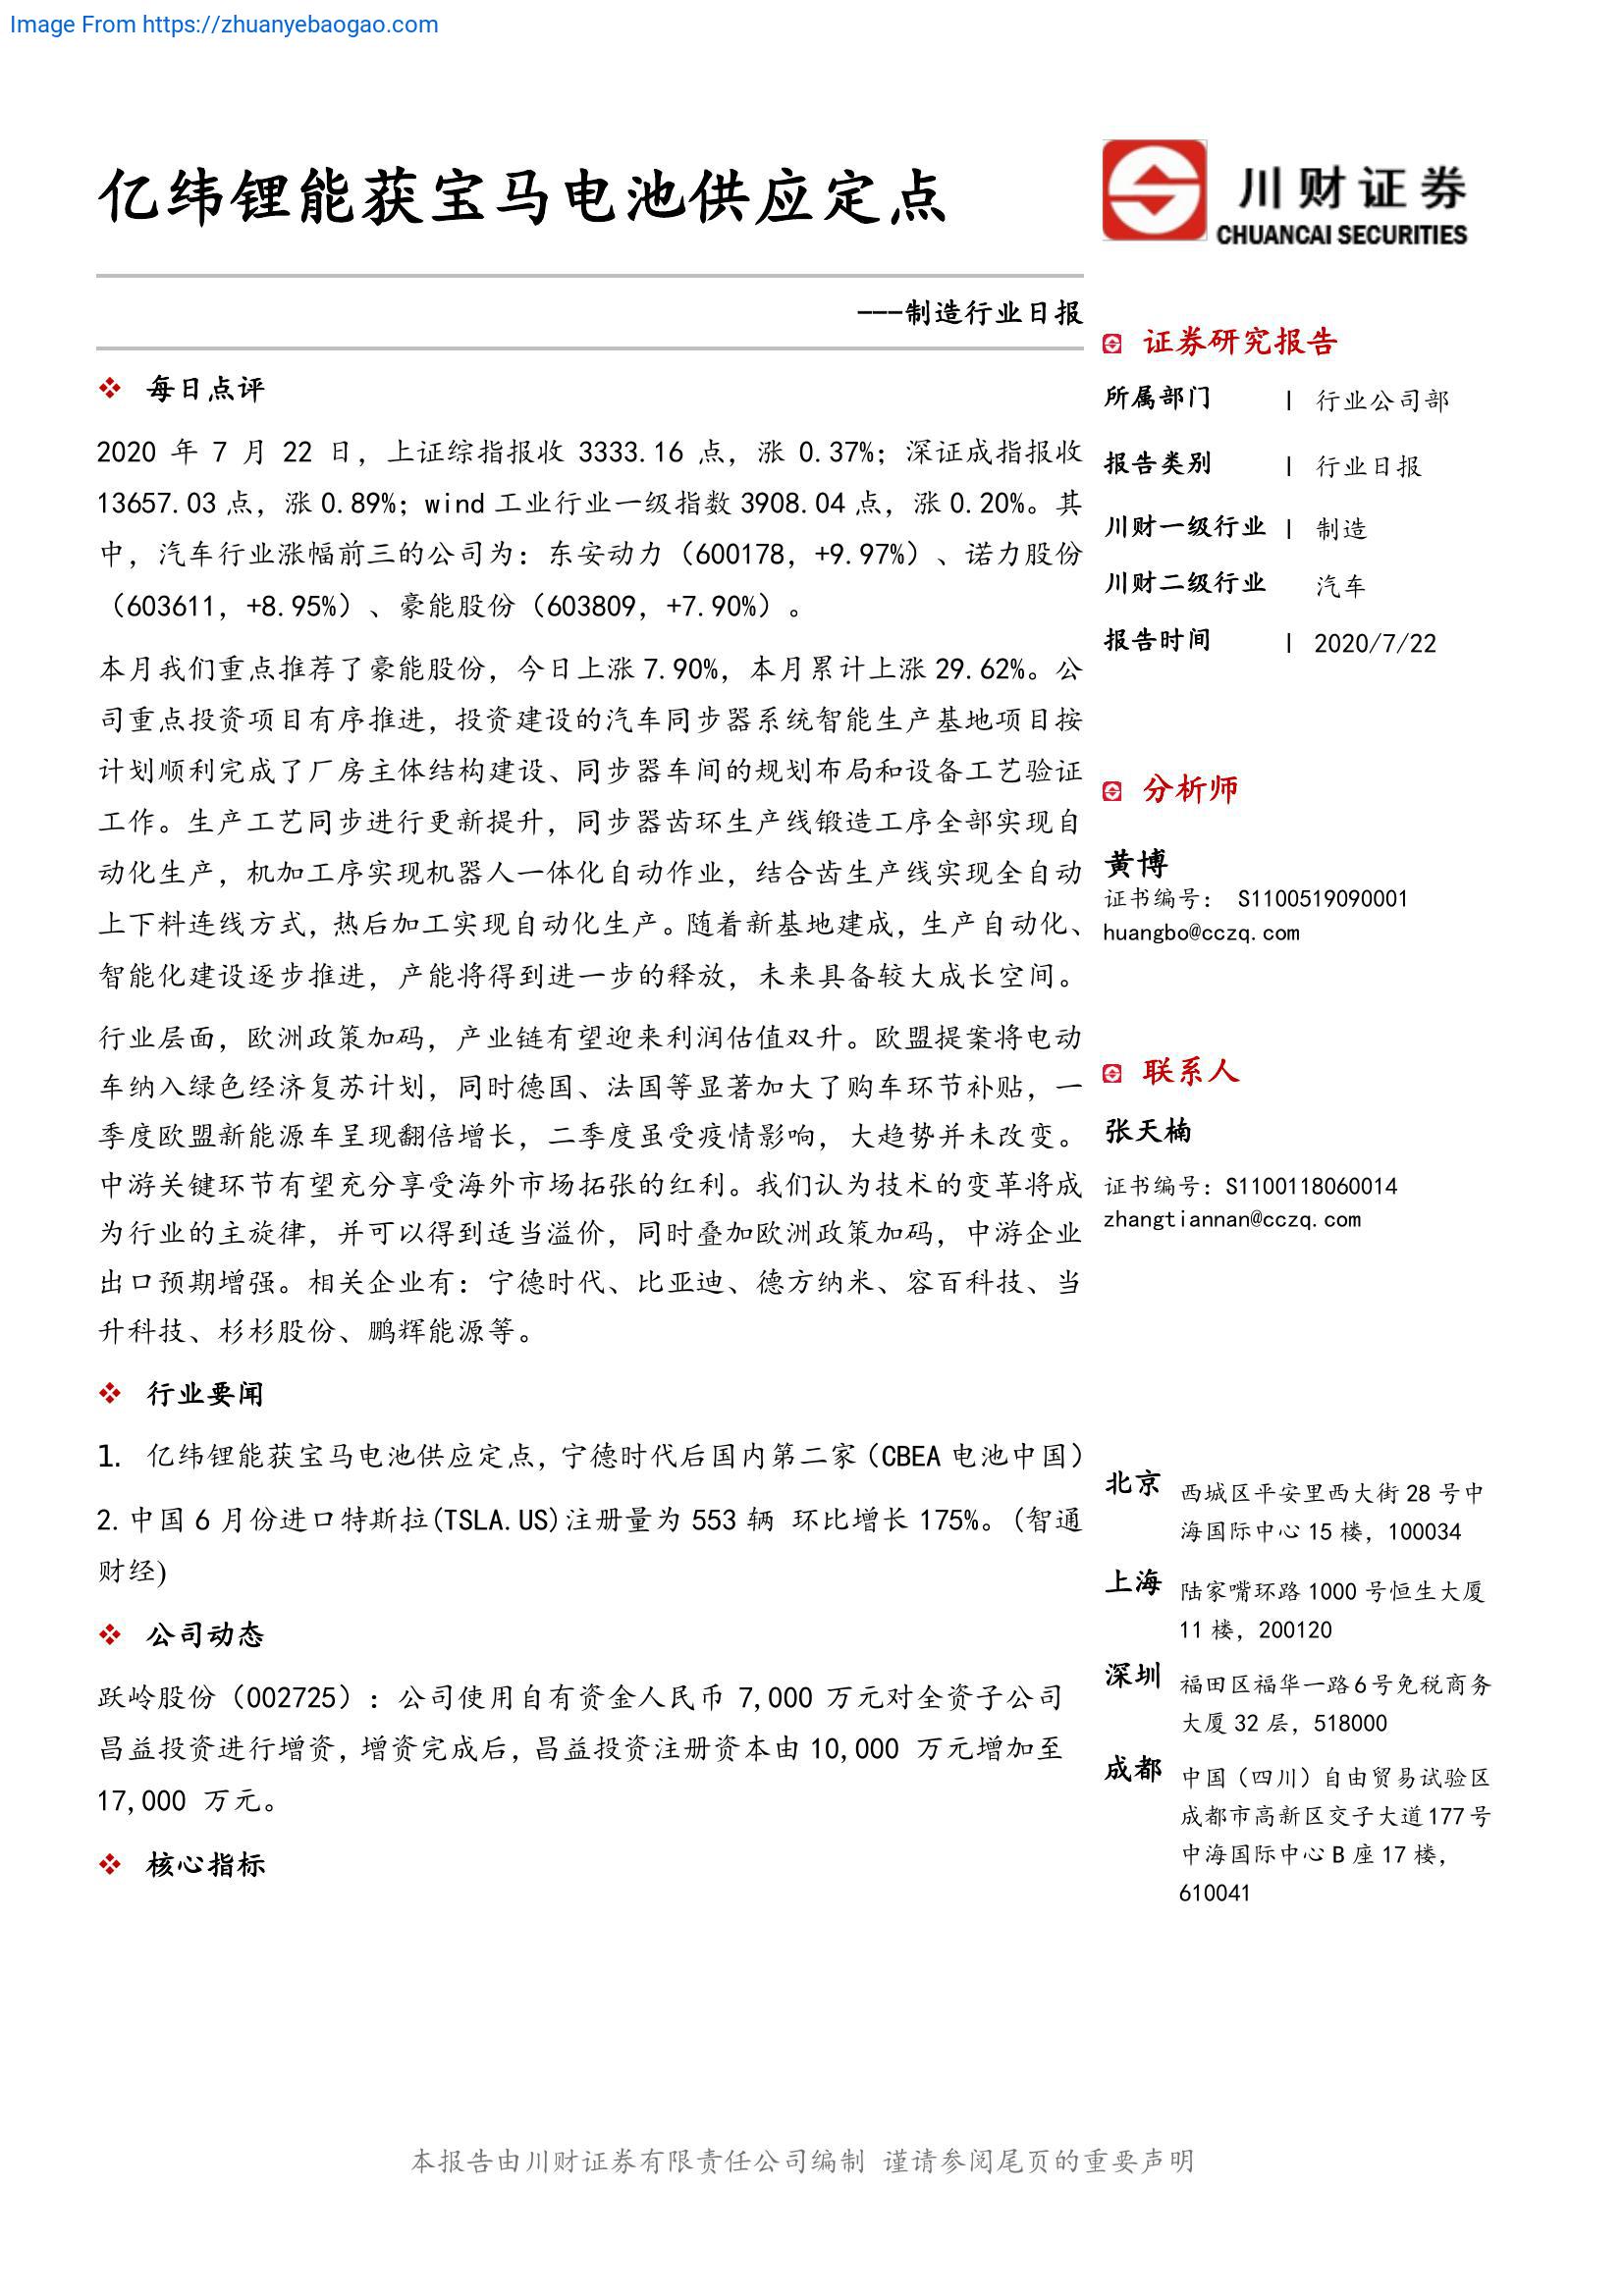 Image From https://zhuanyebaogao.com
亿纬锂能获宝马电池供应定点
川财证券
CHUANCAI SECURITIES
---制造行业日报
❖ 每日点评
2020 年 7 月 22 日，上证综指报收 3333.16 点，涨 0.37%；深证成指报收
13657.03 点，涨 0.89%；wind 工业行业一级指数 3908.04 点，涨 0.20%。其
中，汽车行业涨幅前三的公司为：东安动力（600178，+9.97%）、诺力股份
（603611，+8.95%）、豪能股份（603809，+7.90%）。
本月我们重点推荐了豪能股份，今日上涨 7.90%，本月累计上涨 29.62%。公
司重点投资项目有序推进，投资建设的汽车同步器系统智能生产基地项目按
计划顺利完成了厂房主体结构建设、同步器车间的规划布局和设备工艺验证
工作。生产工艺同步进行更新提升，同步器齿环生产线锻造工序全部实现自
动化生产，机加工序实现机器人一体化自动作业，结合齿生产线实现全自动
上下料连线方式，热后加工实现自动化生产。随着新基地建成，生产自动化、
智能化建设逐步推进，产能将得到进一步的释放，未来具备较大成长空间。
行业层面，欧洲政策加码，产业链有望迎来利润估值双升。欧盟提案将电动
车纳入绿色经济复苏计划，同时德国、法国等显著加大了购车环节补贴，一
季度欧盟新能源车呈现翻倍增长，二季度虽受疫情影响，大趋势并未改变。
中游关键环节有望充分享受海外市场拓张的红利。我们认为技术的变革将成
为行业的主旋律，并可以得到适当溢价，同时叠加欧洲政策加码，中游企业
出口预期增强。相关企业有：宁德时代、比亚迪、德方纳米、容百科技、当
升科技、杉杉股份、鹏辉能源等。
❖ 行业要闻
1. 亿纬锂能获宝马电池供应定点，宁德时代后国内第二家（CBEA 电池中国）
2. 中国 6 月份进口特斯拉(TSLA.US)注册量为 553 辆 环比增长 175%。(智通
财经)
❖ 公司动态
跃岭股份（002725）：公司使用自有资金人民币 7,000 万元对全资子公司
昌益投资进行增资，增资完成后，昌益投资注册资本由 10,000 万元增加至
17,000 万元。
❖ 核心指标
证券研究报告
所属部门 | 行业公司部
报告类别 | 行业日报
川财一级行业 | 制造
川财二级行业 汽车
报告时间 | 2020/7/22
分析师
黄博
证书编号： S1100519090001
huangbo@cczq.com
联系人
张天楠
证书编号：S1100118060014
zhangtiannan@cczq.com
北京 西城区平安里西大街 28 号中
海国际中心 15 楼，100034
上海 陆家嘴环路 1000 号恒生大厦
11 楼，200120
深圳 福田区福华一路 6 号免税商务
大厦 32 层，518000
成都 中国（四川）自由贸易试验区
成都市高新区交子大道 177 号
中海国际中心 B 座 17 楼，
610041
本报告由川财证券有限责任公司编制 谨请参阅尾页的重要声明